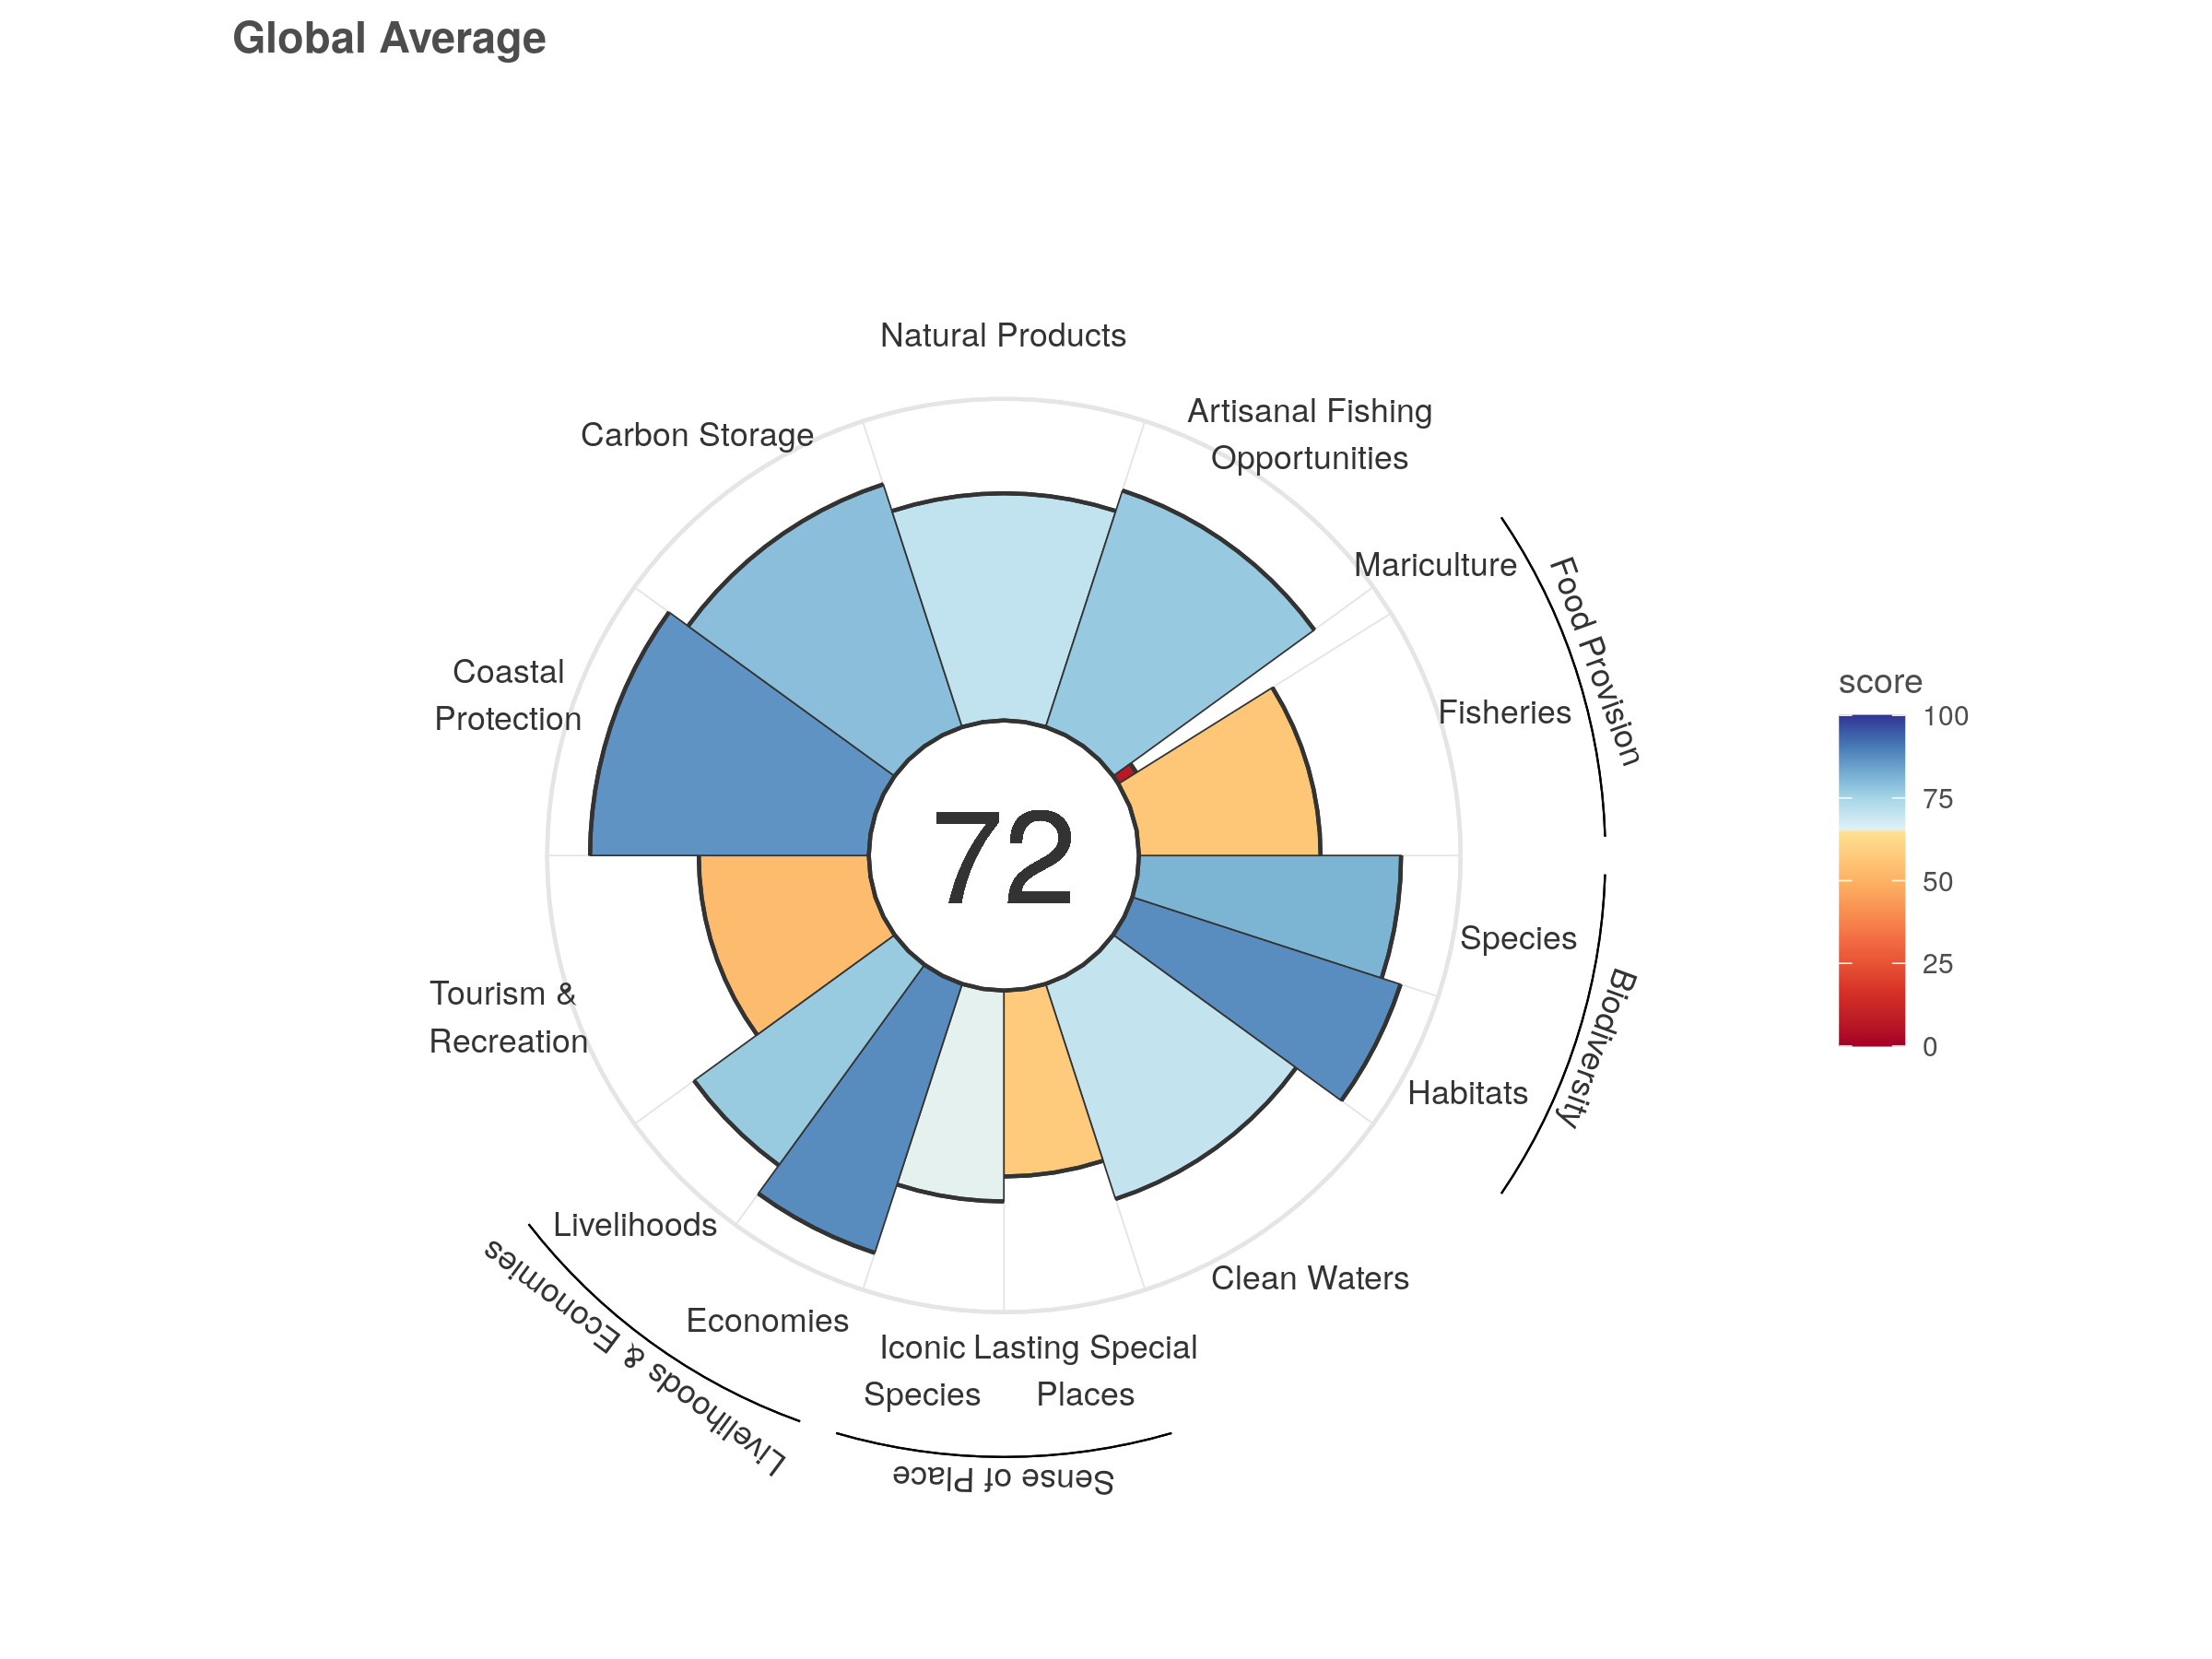 Global Average
Natural Products
Artisanal Fishing
Opportunities
Carbon Storage
Mariculture
Food Provision
Coastal
Protection
Fisheries
score
100
75
50
25
0
72
Species
Biodiversity
Tourism &
Recreation
Habitats
Livelihoods
Livelihoods & Economies
Clean Waters
Economies
Iconic
Species
Lasting Special
Places
Sense of Place